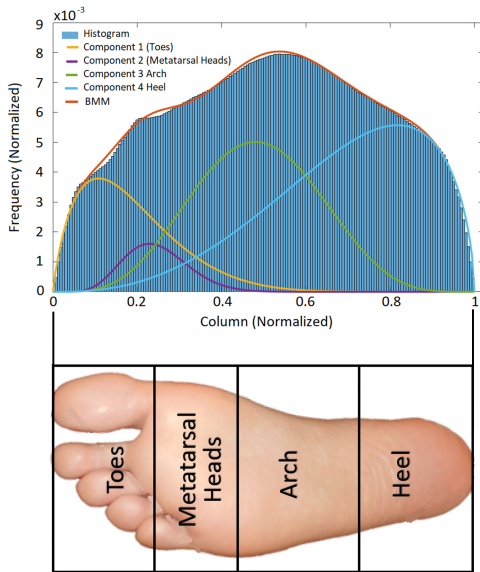 ×10⁻³
9
8
7
6
5
4
3
2
1
0
Frequency (Normalized)
Histogram
Component 1 (Toes)
Component 2 (Metatarsal Heads)
Component 3 Arch
Component 4 Heel
BMM
0
0.2
0.4
0.6
0.8
1
Column (Normalized)
Toes
Metatarsal
Heads
Arch
Heel